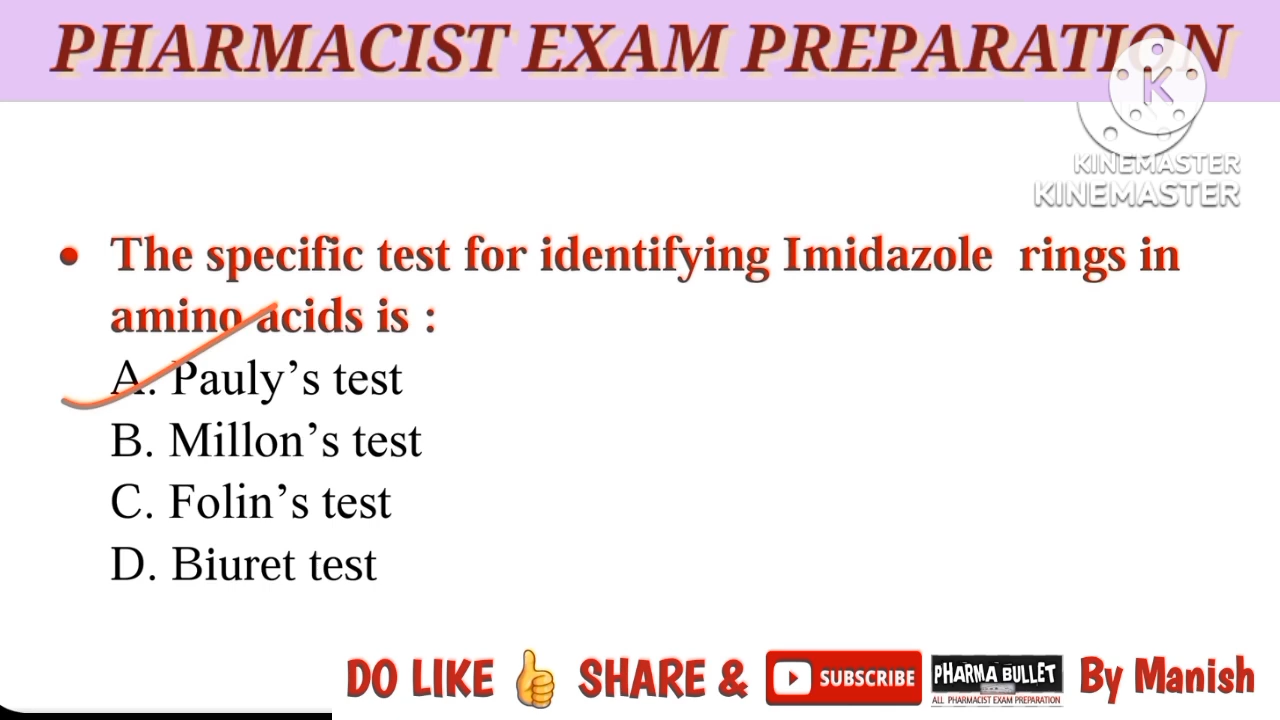 PHARMACIST EXAM PREPARATION
K
KINEMASTER
KINEMASTER
• The specific test for identifying Imidazole rings in
amino acids is :
A. Pauly’s test
B. Millon’s test
C. Folin’s test
D. Biuret test
DO LIKE 👍 SHARE & SUBSCRIBE PHARMA BULLET By Manish
ALL PHARMACIST EXAM PREPARATION